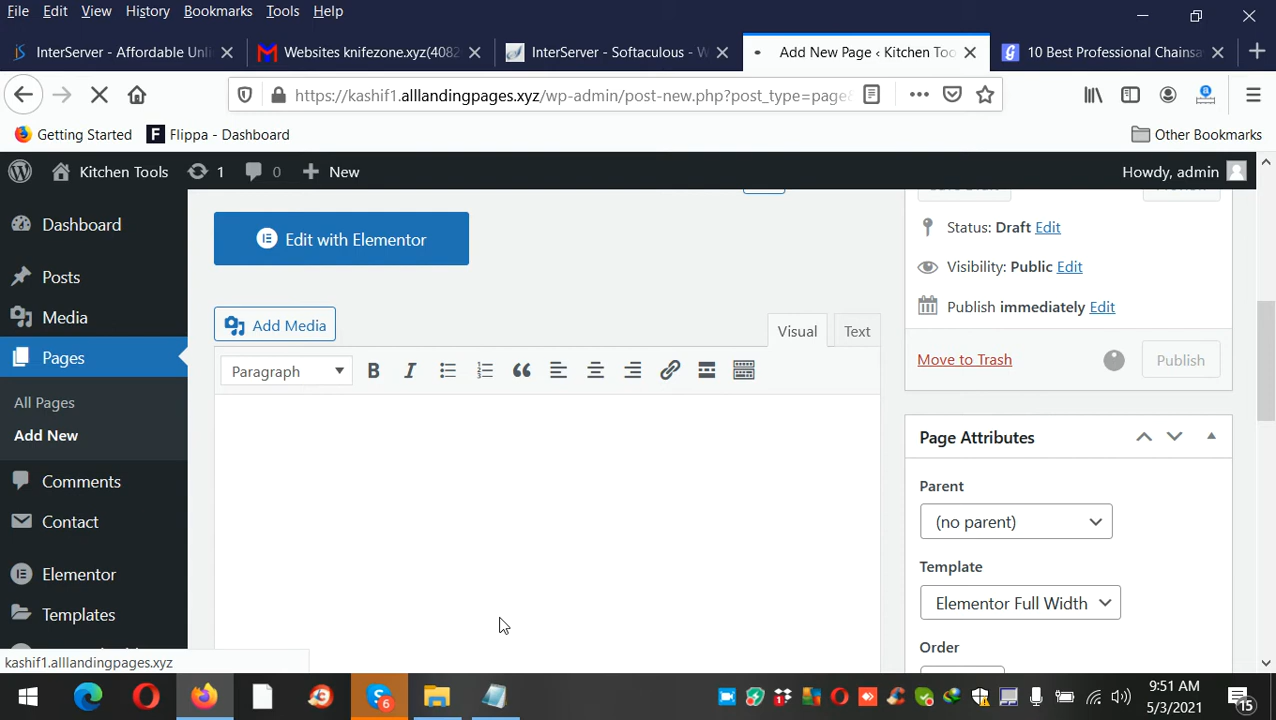 File Edit View History Bookmarks Tools Help
InterServer - Affordable Unli
Websites knifezone.xyz(4082
InterServer - Softaculous - W
Add New Page ‹ Kitchen Too
10 Best Professional Chainsa
https://kashif1.alllandingpages.xyz/wp-admin/post-new.php?post_type=page
Getting Started
Flippa - Dashboard
Other Bookmarks
Kitchen Tools
1
0
New
Howdy, admin
Dashboard
Posts
Media
Pages
All Pages
Add New
Comments
Contact
Elementor
Templates
Edit with Elementor
Add Media
Visual
Text
Paragraph
Status: Draft Edit
Visibility: Public Edit
Publish immediately Edit
Move to Trash
Publish
Page Attributes
Parent
(no parent)
Template
Elementor Full Width
Order
kashif1.alllandingpages.xyz
6
9:51 AM
5/3/2021
15